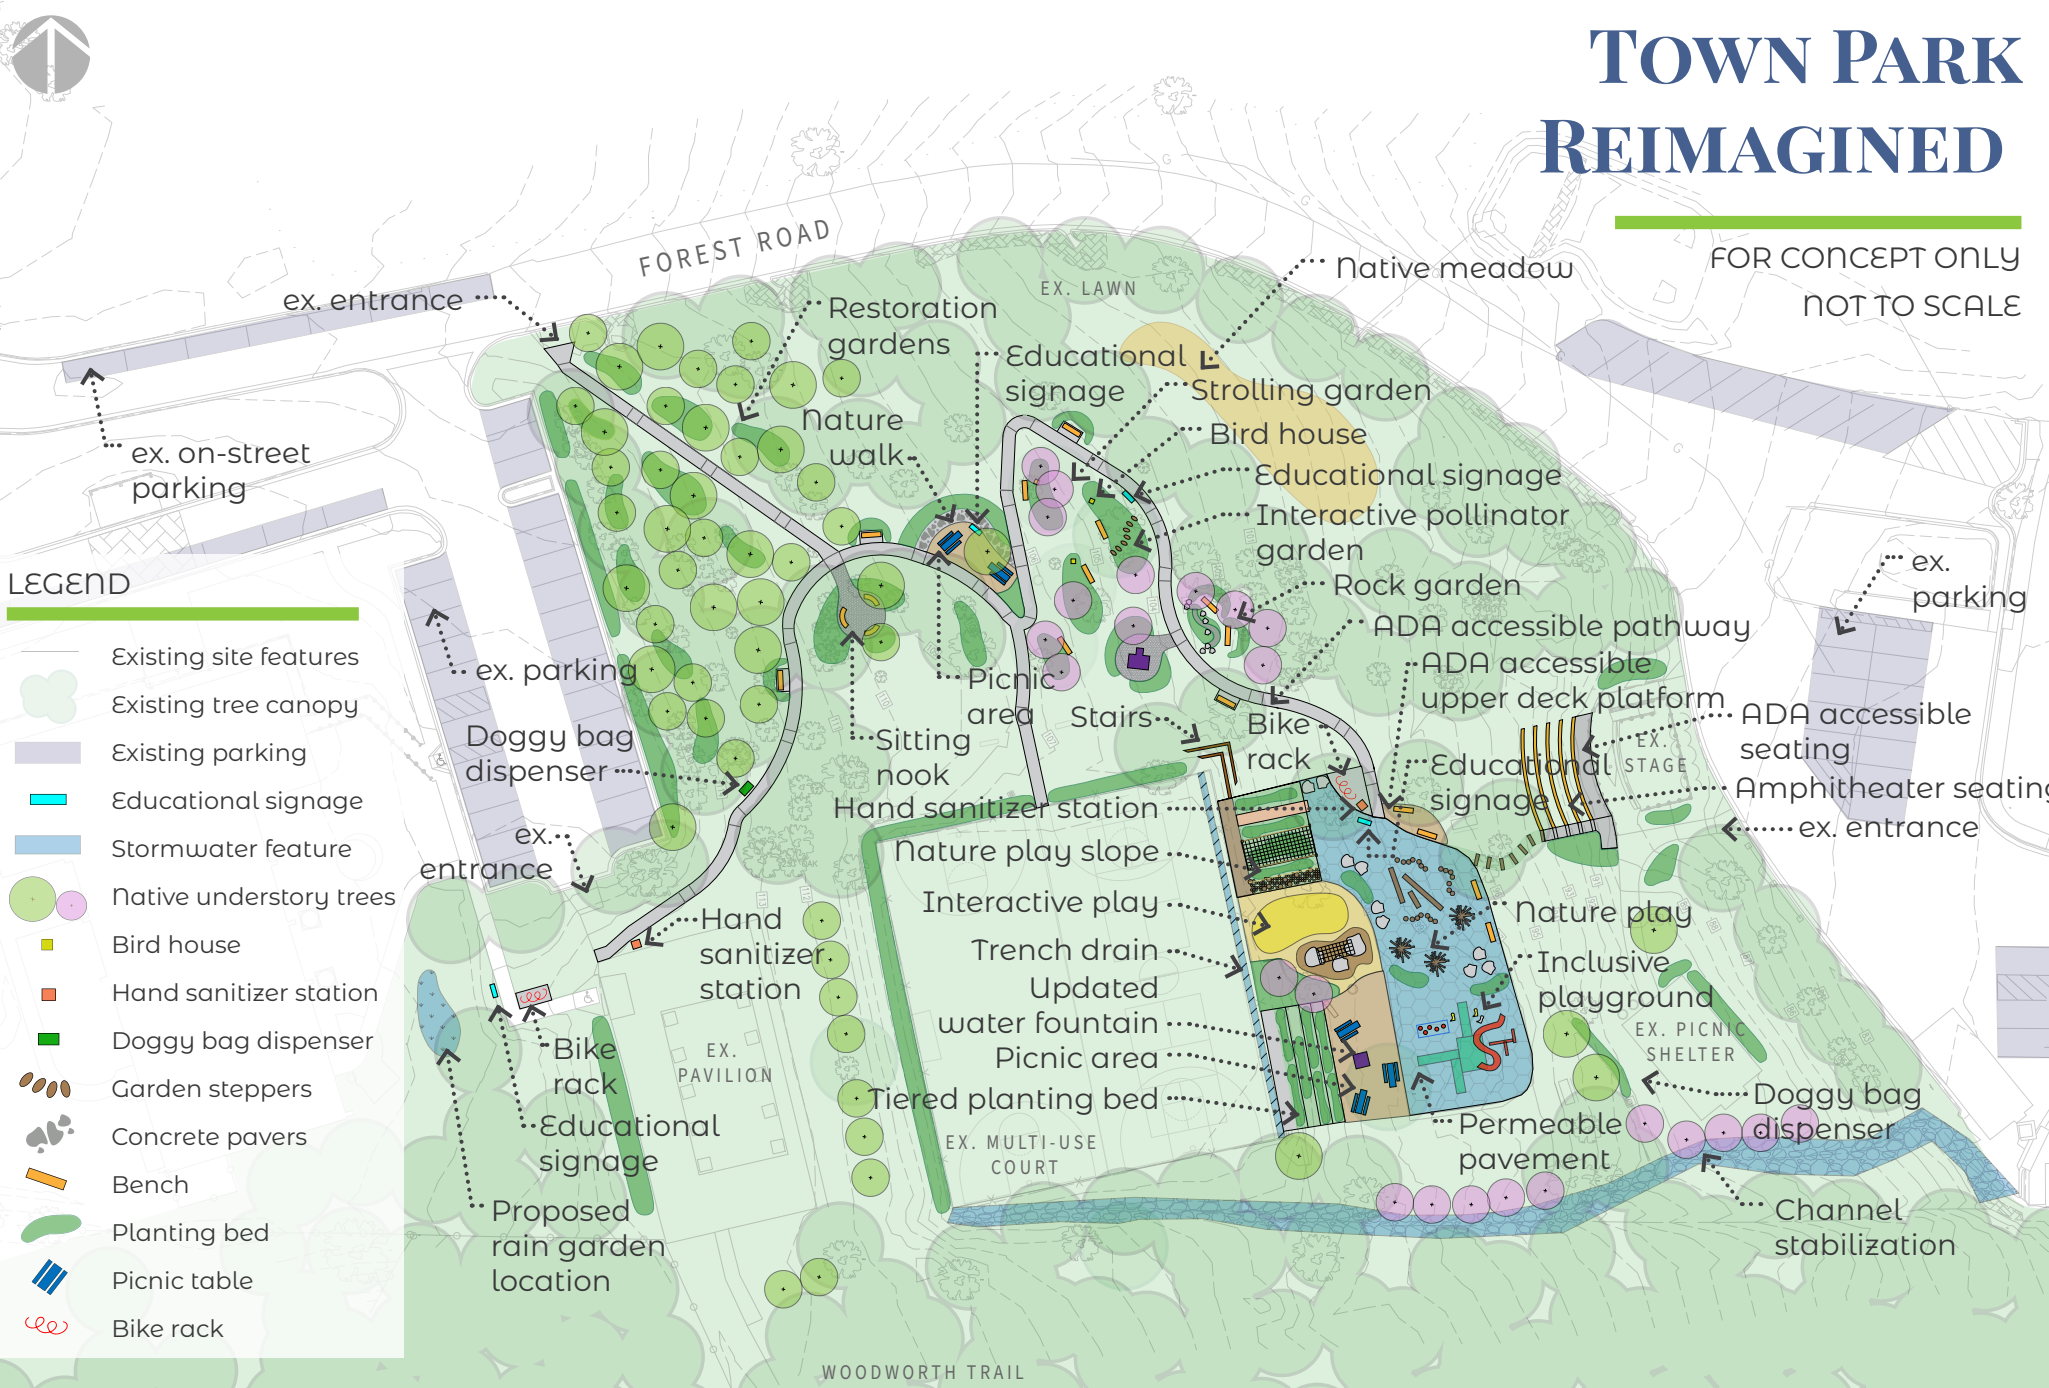 TOWN PARK
REIMAGINED
FOR CONCEPT ONLY
NOT TO SCALE
FOREST ROAD
EX. LAWN
Native meadow
ex. entrance
Restoration
gardens
Educational
signage
Strolling garden
Nature
walk
Bird house
ex. on-street
parking
Educational signage
Interactive pollinator
garden
ex.
parking
Rock garden
ADA accessible pathway
ADA accessible
upper deck platform
ex. parking
Picnic
area
Stairs
Bike
rack
ADA accessible
seating
EX.
STAGE
Doggy bag
dispenser
Sitting
nook
Educational
signage
Amphitheater seating
Hand sanitizer station
ex. entrance
ex.
entrance
Nature play slope
Interactive play
Nature play
Hand
sanitizer
station
Trench drain
Inclusive
playground
Updated
water fountain
Picnic area
Tiered planting bed
EX. PICNIC
SHELTER
EX.
PAVILION
Bike
rack
Educational
signage
Doggy bag
dispenser
Permeable
pavement
EX. MULTI-USE
COURT
Proposed
rain garden
location
Channel
stabilization
WOODWORTH TRAIL
LEGEND
Existing site features
Existing tree canopy
Existing parking
Educational signage
Stormwater feature
Native understory trees
Bird house
Hand sanitizer station
Doggy bag dispenser
Garden steppers
Concrete pavers
Bench
Planting bed
Picnic table
Bike rack